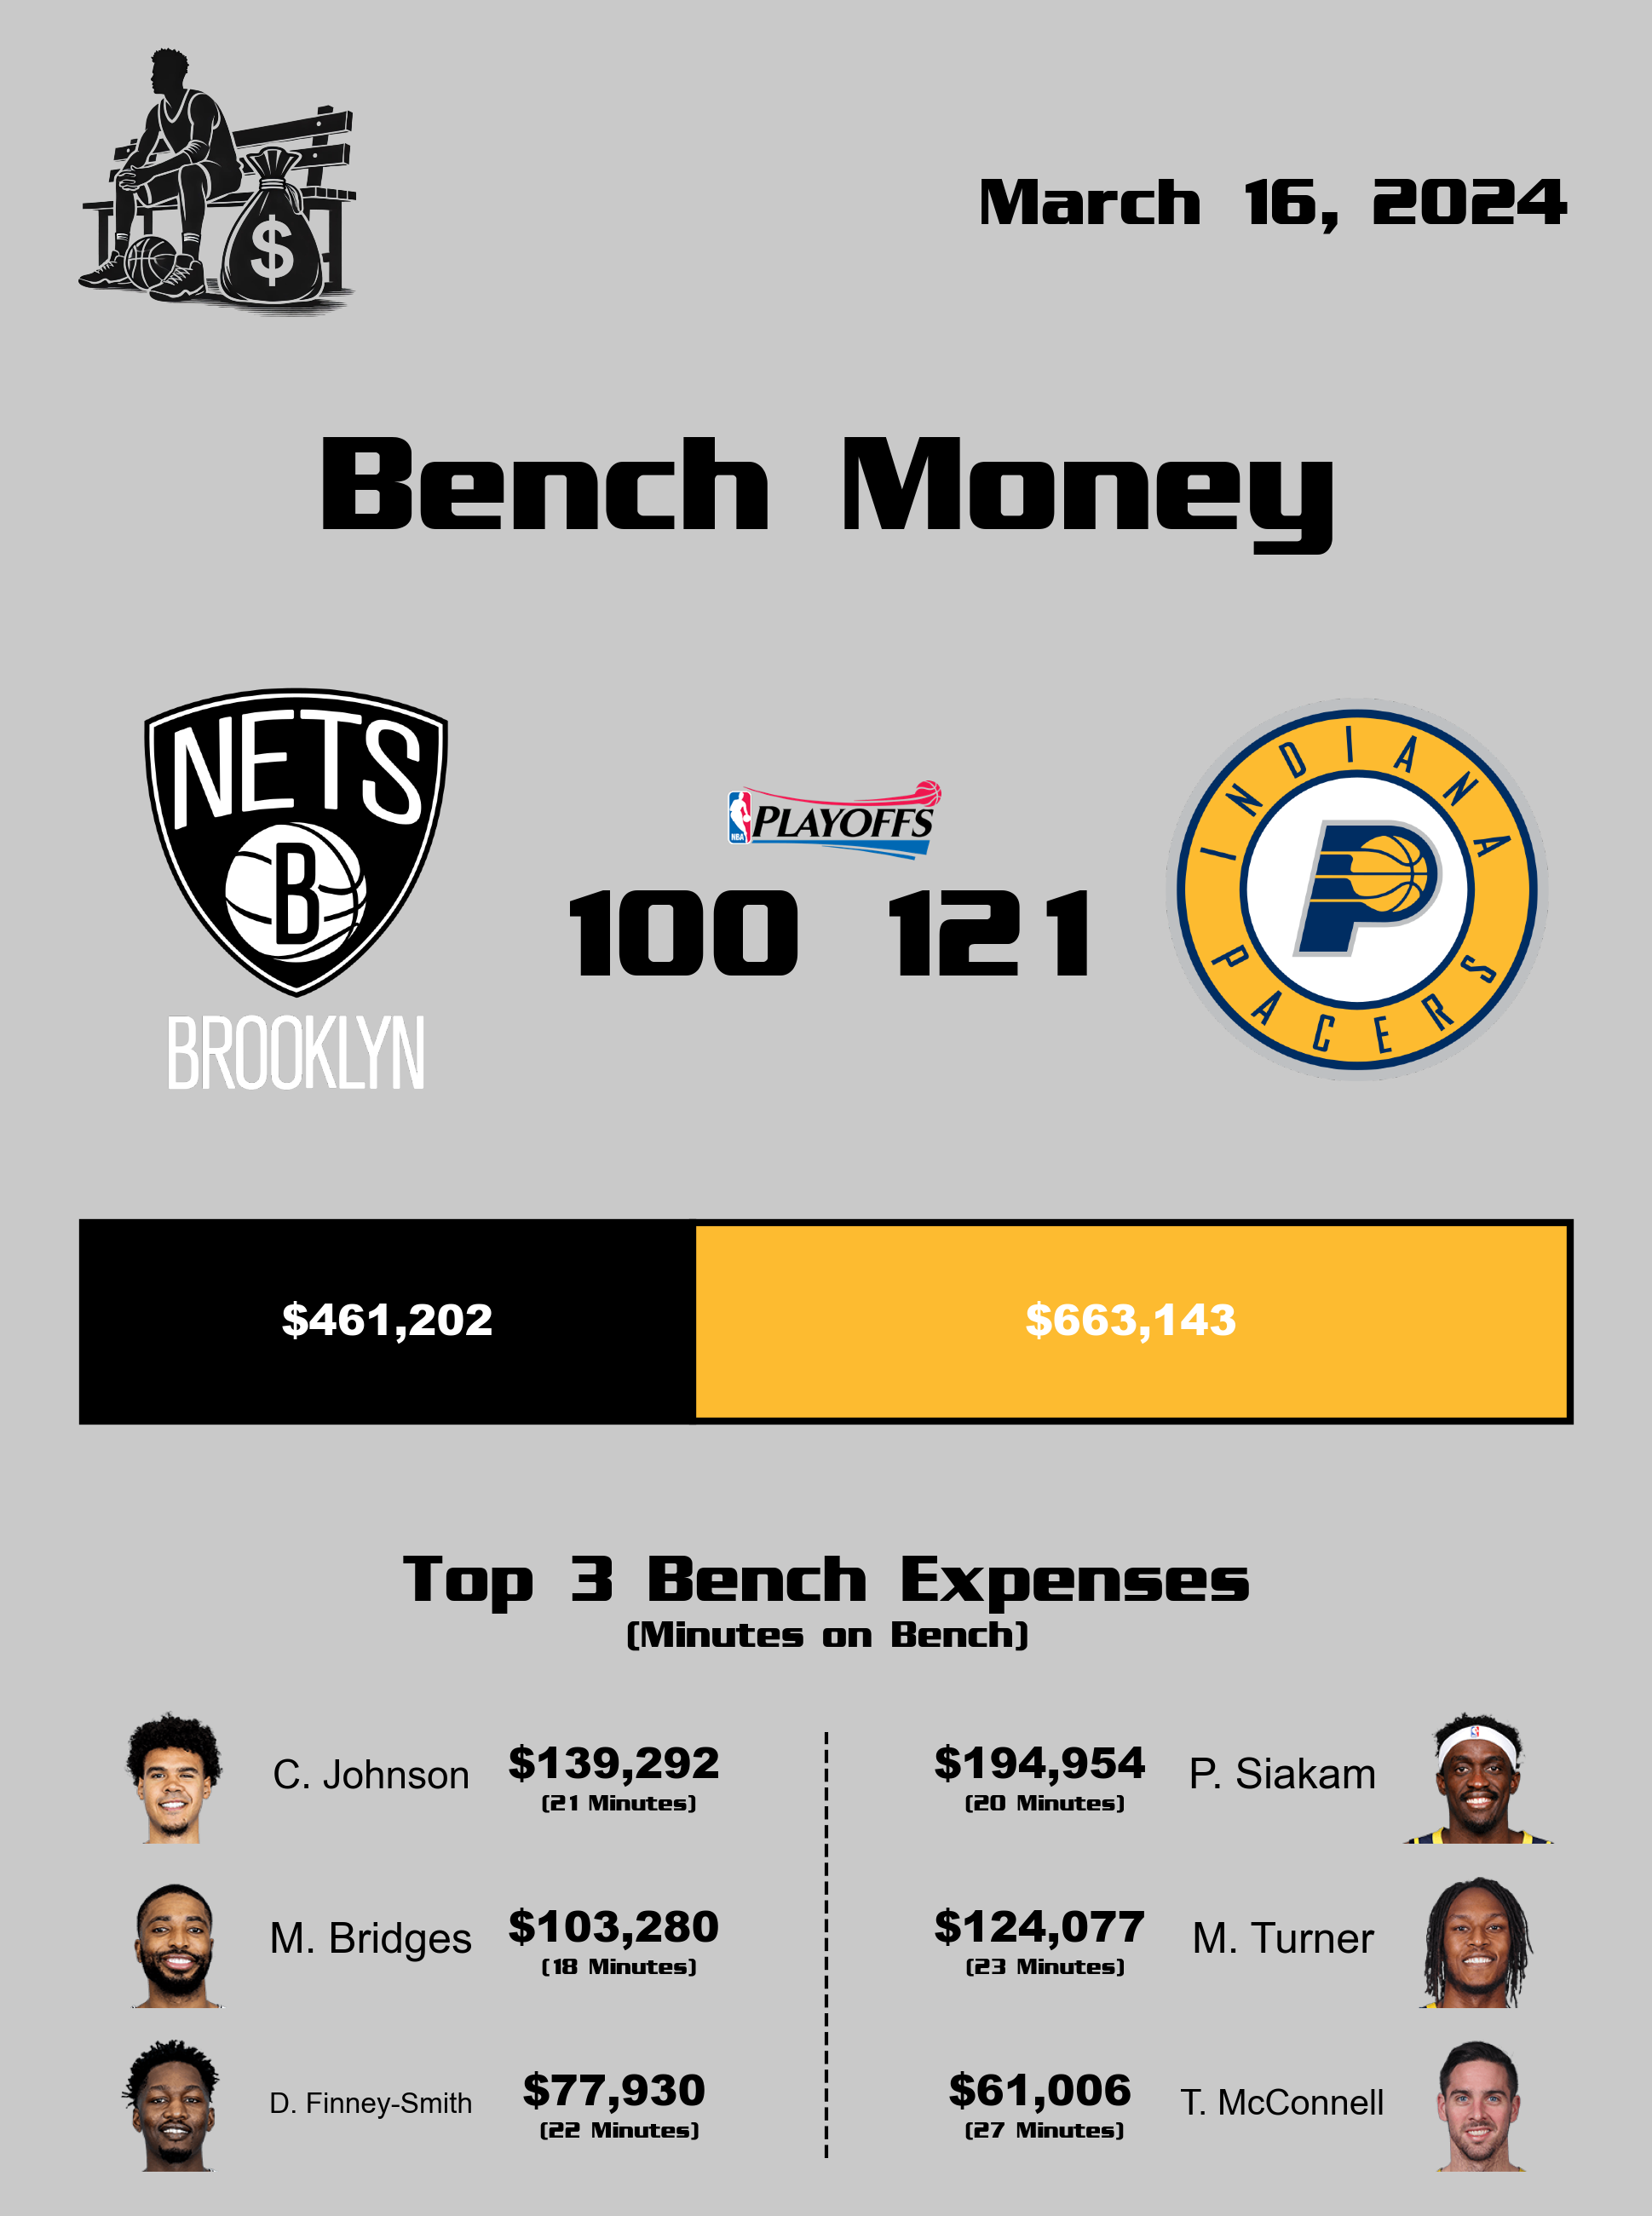 $
March 16, 2024
Bench Money
NETS
B
BROOKLYN
NBA PLAYOFFS
100 121
INDIANA
P
PACERS
$461,202 $663,143
Top 3 Bench Expenses
(Minutes on Bench)
C. Johnson $139,292
(21 Minutes)
$194,954 P. Siakam
(20 Minutes)
M. Bridges $103,280
(18 Minutes)
$124,077 M. Turner
(23 Minutes)
D. Finney-Smith $77,930
(22 Minutes)
$61,006 T. McConnell
(27 Minutes)